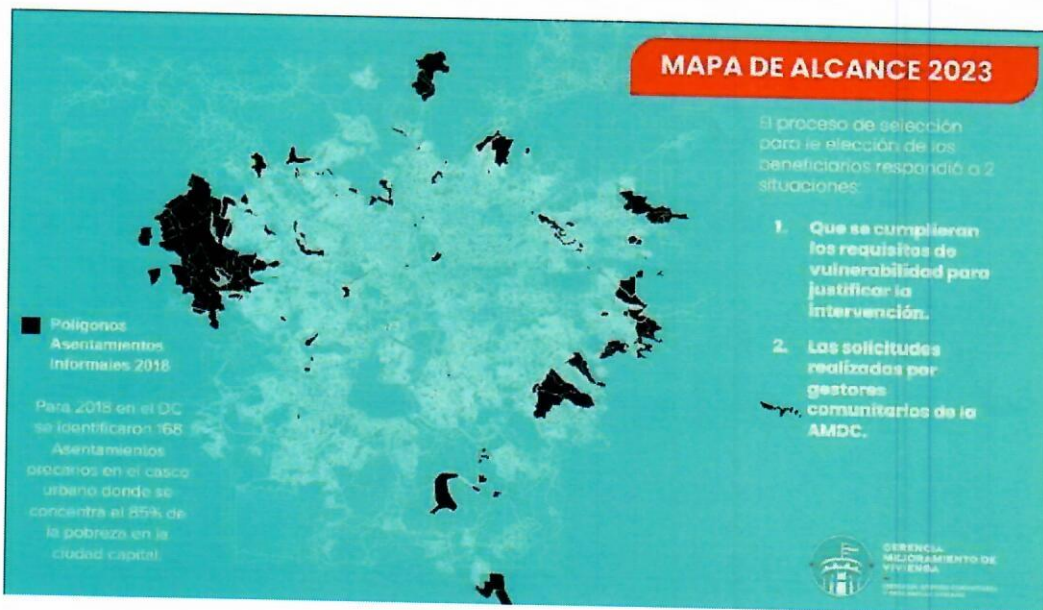 MAPA DE ALCANCE 2023
El proceso de selección
para le elección de los
beneficiarios respondió a 2
situaciones:
1. Que se cumplieran
los requisitos de
vulnerabilidad para
justificar la
intervención.
2. Las solicitudes
realizadas por
gestores
comunitarios de la
AMDC.
Polígonos
Asentamientos
Informales 2018
Para 2018 en el DC
se identificaron 168
Asentamientos
precarios en el casco
urbano donde se
concentra el 85% de
la pobreza en la
ciudad capital.
GERENCIA
MEJORAMIENTO DE
VIVIENDA